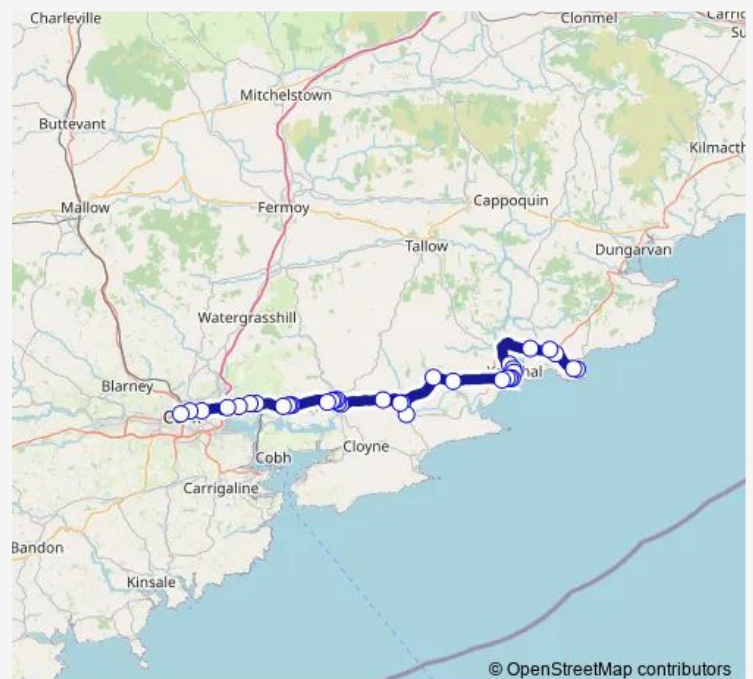 Charleville
Clonmel
Mitchelstown
Buttevant
Kilmacth
Mallow
Fermoy
Cappoquin
Tallow
Dungarvan
Watergrasshill
Blarney
Cobh
Cloyne
Carrigaline
Bandon
Kinsale
© OpenStreetMap contributors